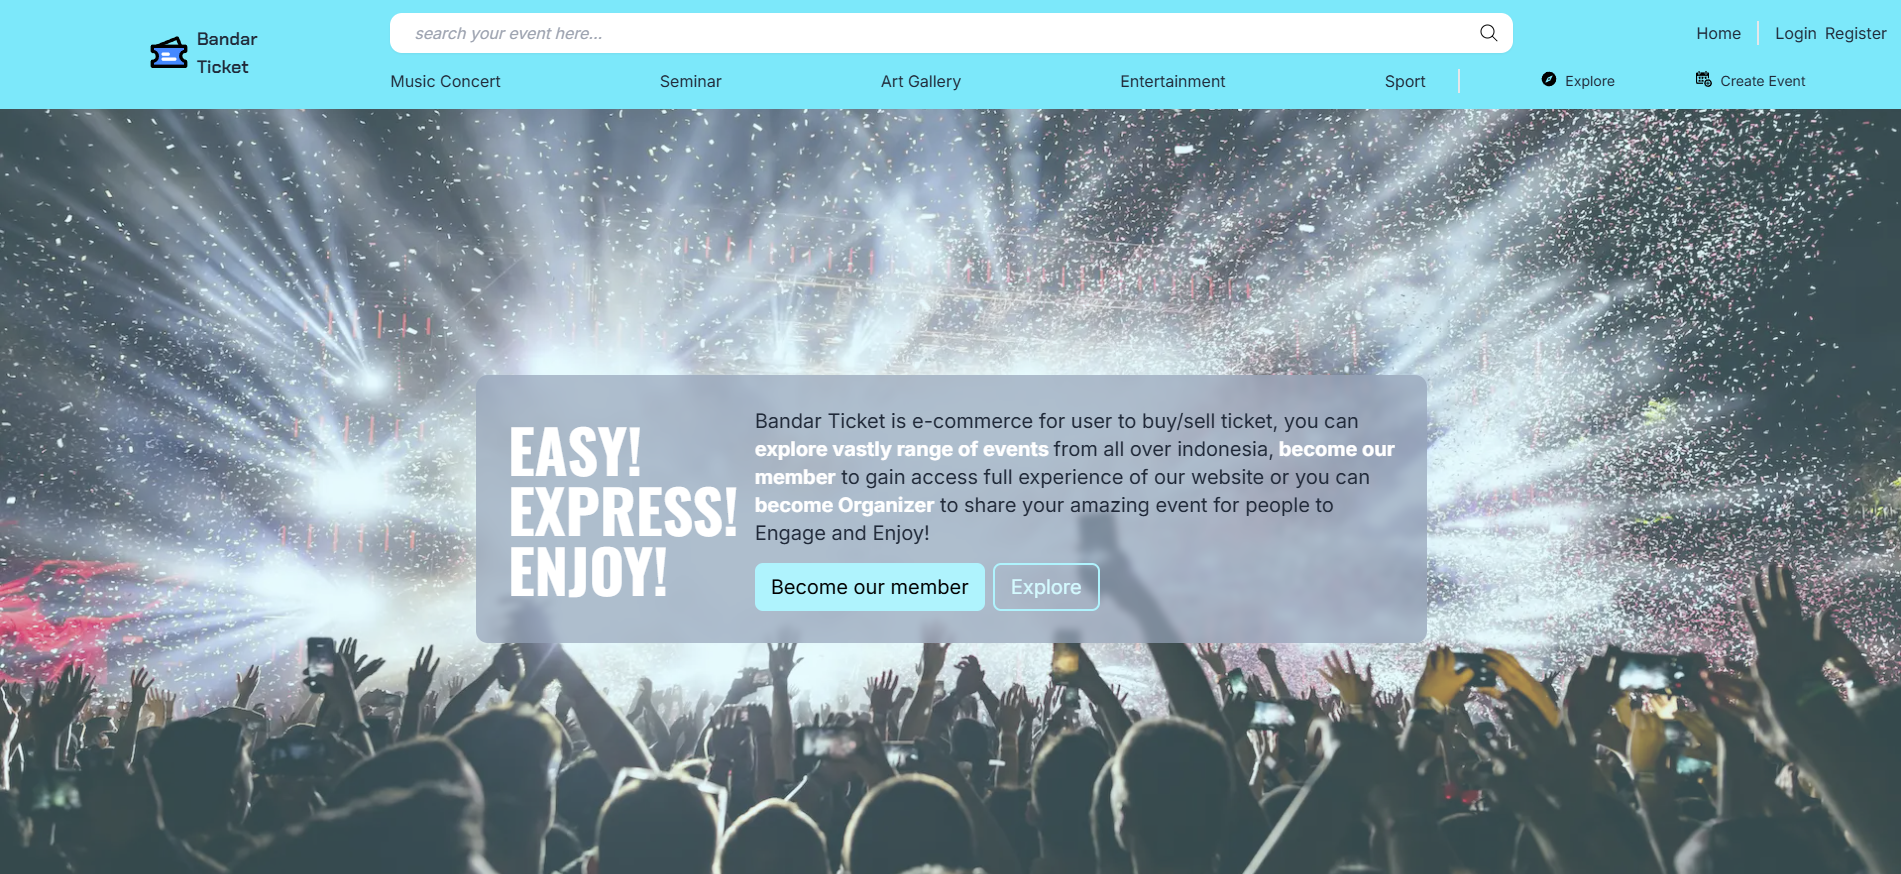 Bandar
Ticket
search your event here...
Home
Login Register
Music Concert
Seminar
Art Gallery
Entertainment
Sport
Explore
Create Event
EASY!
EXPRESS!
ENJOY!
Bandar Ticket is e-commerce for user to buy/sell ticket, you can
explore vastly range of events from all over indonesia, become our
member to gain access full experience of our website or you can
become Organizer to share your amazing event for people to
Engage and Enjoy!
Become our member
Explore